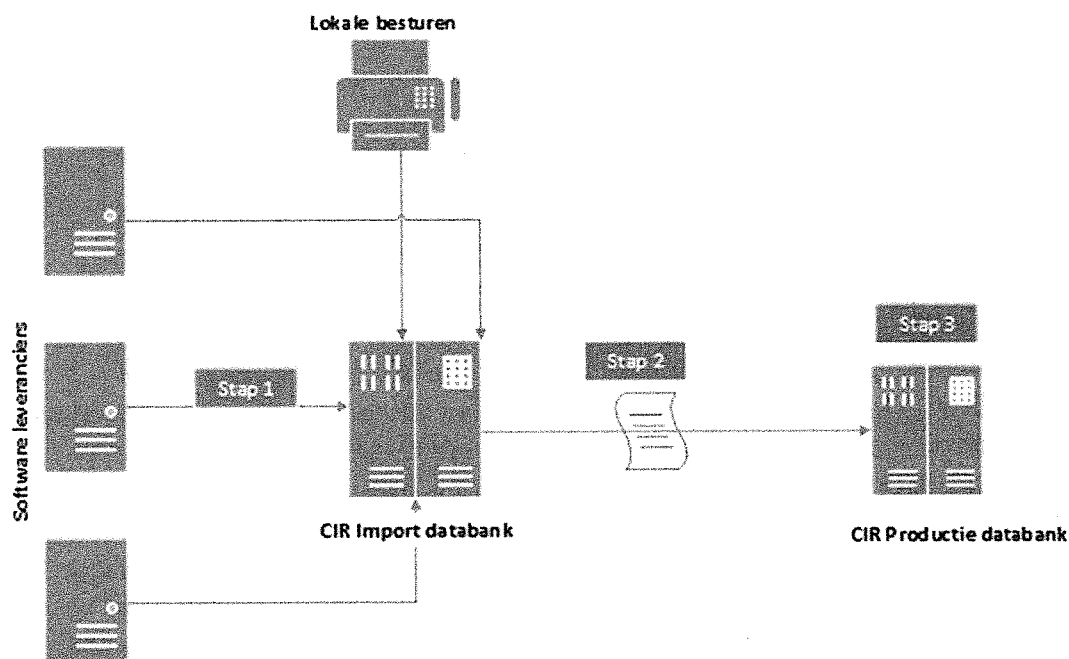 Lokale besturen
Software leveranciers
Stap 1
Stap 2
Stap 3
CIR Import databank
CIR Productie databank